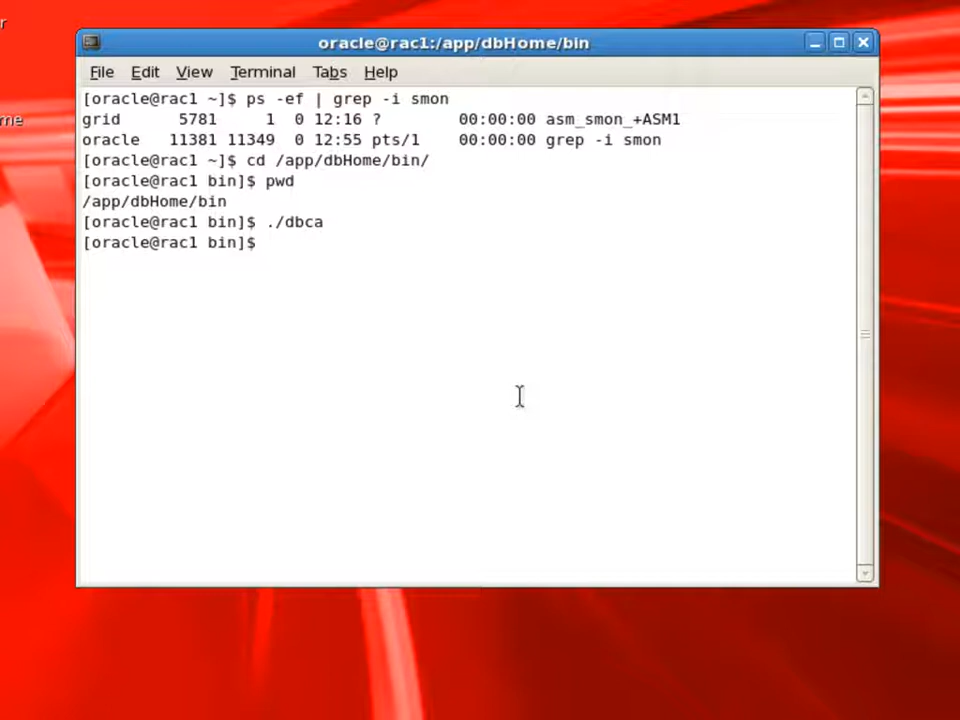 r
me
oracle@rac1:/app/dbHome/bin
File Edit View Terminal Tabs Help
[oracle@rac1 ~]$ ps -ef | grep -i smon
grid      5781     1  0 12:16 ?        00:00:00 asm_smon_+ASM1
oracle   11381 11349  0 12:55 pts/1    00:00:00 grep -i smon
[oracle@rac1 ~]$ cd /app/dbHome/bin/
[oracle@rac1 bin]$ pwd
/app/dbHome/bin
[oracle@rac1 bin]$ ./dbca
[oracle@rac1 bin]$